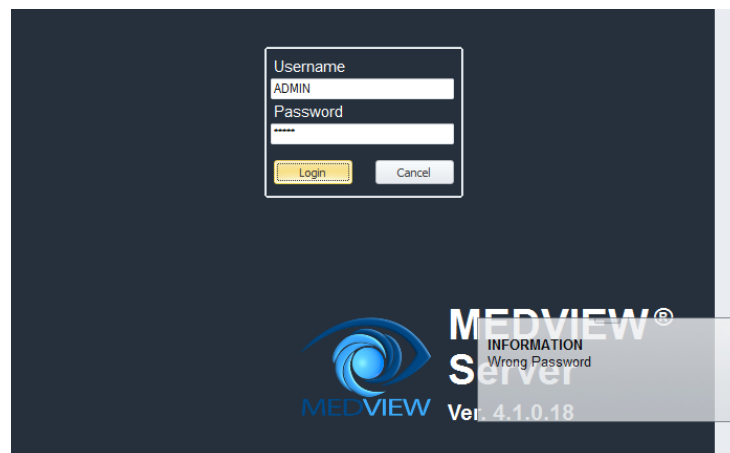 Username
ADMIN
Password
*****
Login
Cancel
MEDVIEW®
Server
Ver. 4.1.0.18
MEDVIEW
INFORMATION
Wrong Password